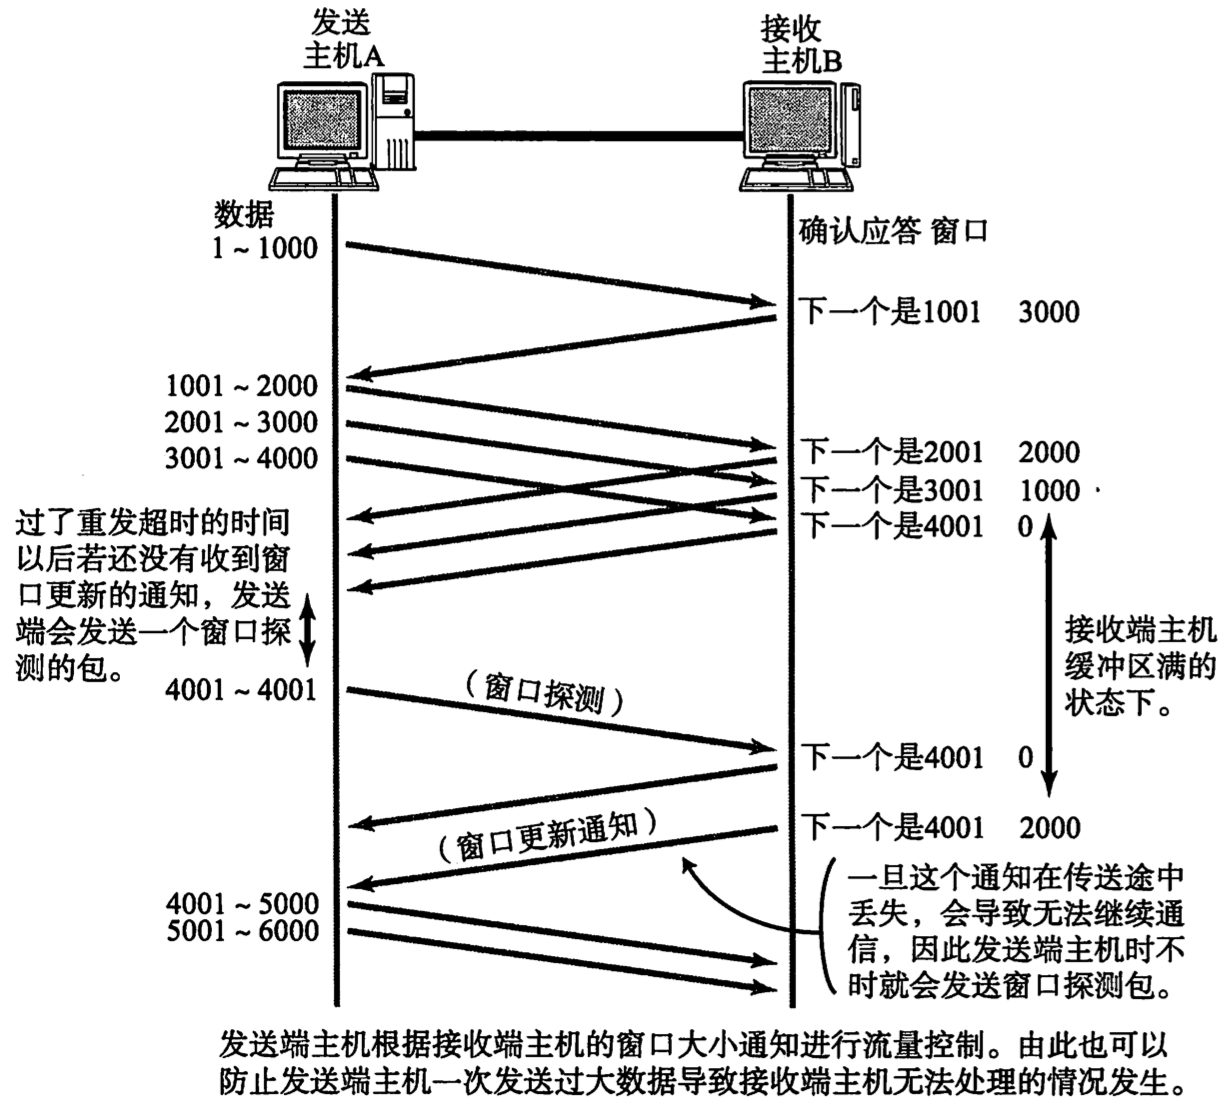 发送
主机A
接收
主机B
数据
确认应答 窗口
1 ~ 1000
下一个是1001 3000
1001 ~ 2000
2001 ~ 3000
3001 ~ 4000
下一个是2001 2000
下一个是3001 1000
下一个是4001 0
过了重发超时的时间
以后若还没有收到窗
口更新的通知，发送
端会发送一个窗口探
测的包。
接收端主机
缓冲区满的
状态下。
4001 ~ 4001
（窗口探测）
下一个是4001 0
（窗口更新通知）
下一个是4001 2000
一旦这个通知在传送途中
丢失，会导致无法继续通
信，因此发送端主机时不
时就会发送窗口探测包。
4001 ~ 5000
5001 ~ 6000
发送端主机根据接收端主机的窗口大小通知进行流量控制。由此也可以
防止发送端主机一次发送过大数据导致接收端主机无法处理的情况发生。